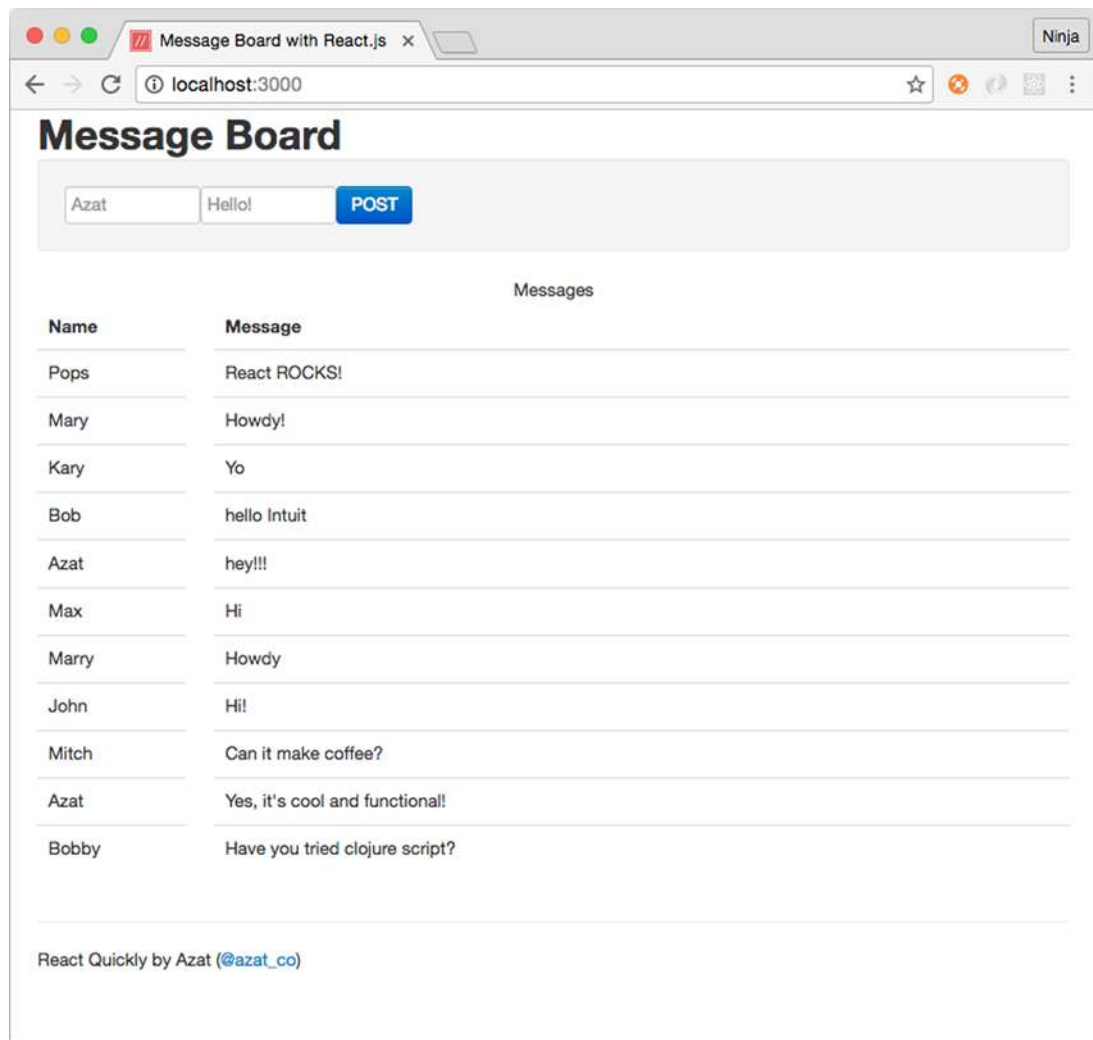 Message Board with React.js
Ninja
localhost:3000
Message Board
Azat Hello! POST
Messages
Name Message
Pops React ROCKS!
Mary Howdy!
Kary Yo
Bob hello Intuit
Azat hey!!!
Max Hi
Marry Howdy
John Hi!
Mitch Can it make coffee?
Azat Yes, it's cool and functional!
Bobby Have you tried clojure script?
React Quickly by Azat (@azat_co)